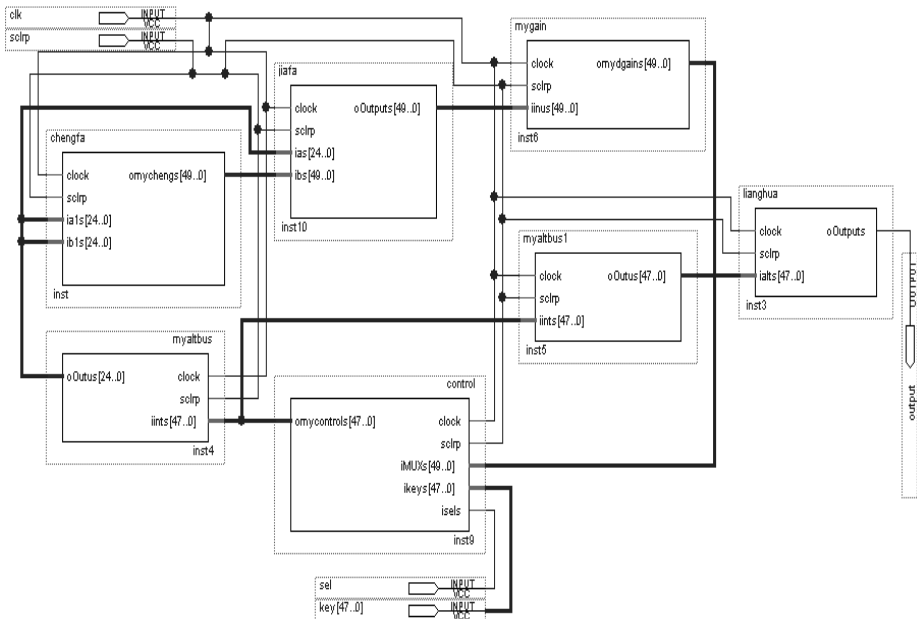 clk INPUT VCC
sclrp INPUT VCC
mygain
clock omydgains[49..0]
sclrp
iinus[49..0]
inst6
jiafa
clock oOutputs[49..0]
sclrp
ias[24..0]
ibs[49..0]
inst10
chengfa
clock omychengs[49..0]
sclrp
ia1s[24..0]
ib1s[24..0]
inst
lianghua
clock oOutputs
sclrp
ialts[47..0]
inst3
myaltbus1
clock oOutus[47..0]
sclrp
iints[47..0]
inst5
OUTPUT
output
myaltbus
oOutus[24..0] clock
sclrp
iints[47..0]
inst4
control
omycontrols[47..0] clock
sclrp
iMUXs[49..0]
ikeys[47..0]
isels
inst9
sel INPUT VCC
key[47..0] INPUT VCC